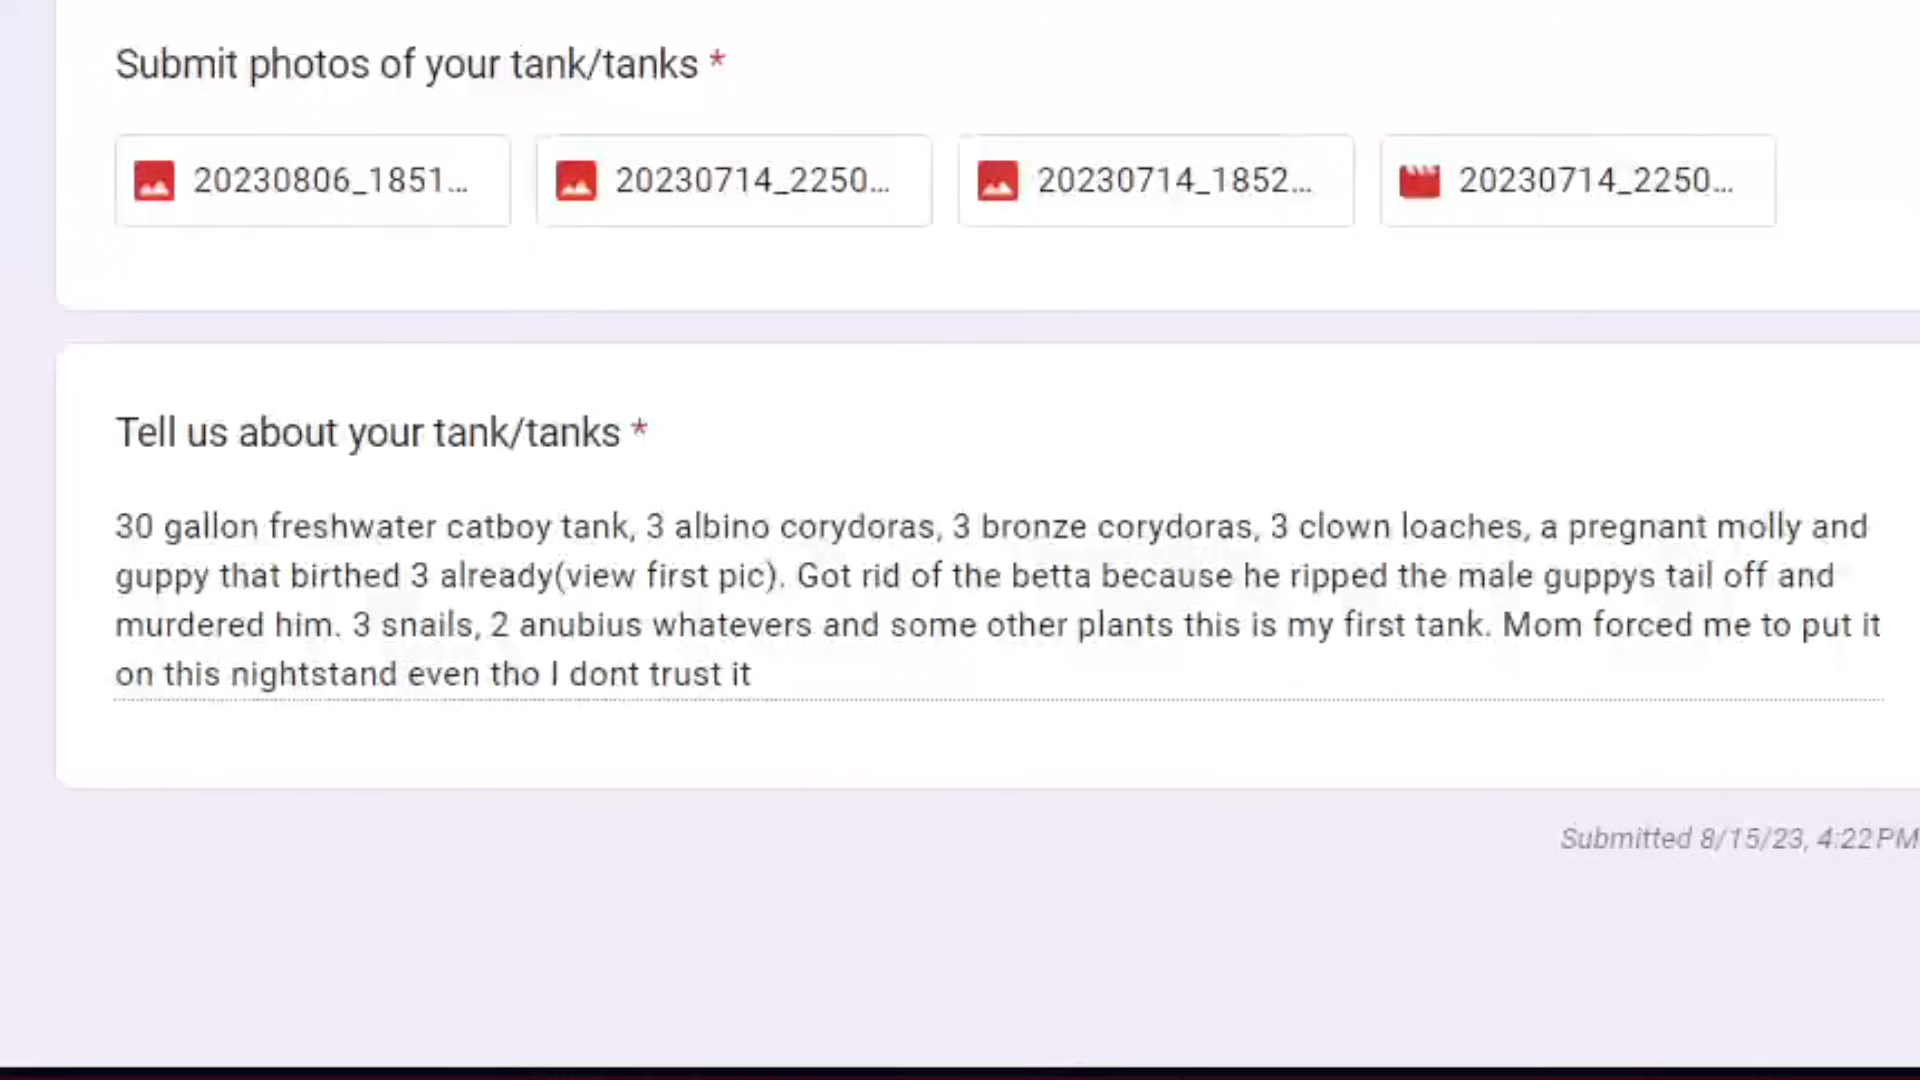 Submit photos of your tank/tanks *
20230806_1851... 20230714_2250... 20230714_1852... 20230714_2250...
Tell us about your tank/tanks *
30 gallon freshwater catboy tank, 3 albino corydoras, 3 bronze corydoras, 3 clown loaches, a pregnant molly and
guppy that birthed 3 already(view first pic). Got rid of the betta because he ripped the male guppys tail off and
murdered him. 3 snails, 2 anubius whatevers and some other plants this is my first tank. Mom forced me to put it
on this nightstand even tho I dont trust it
Submitted 8/15/23, 4:22 PM